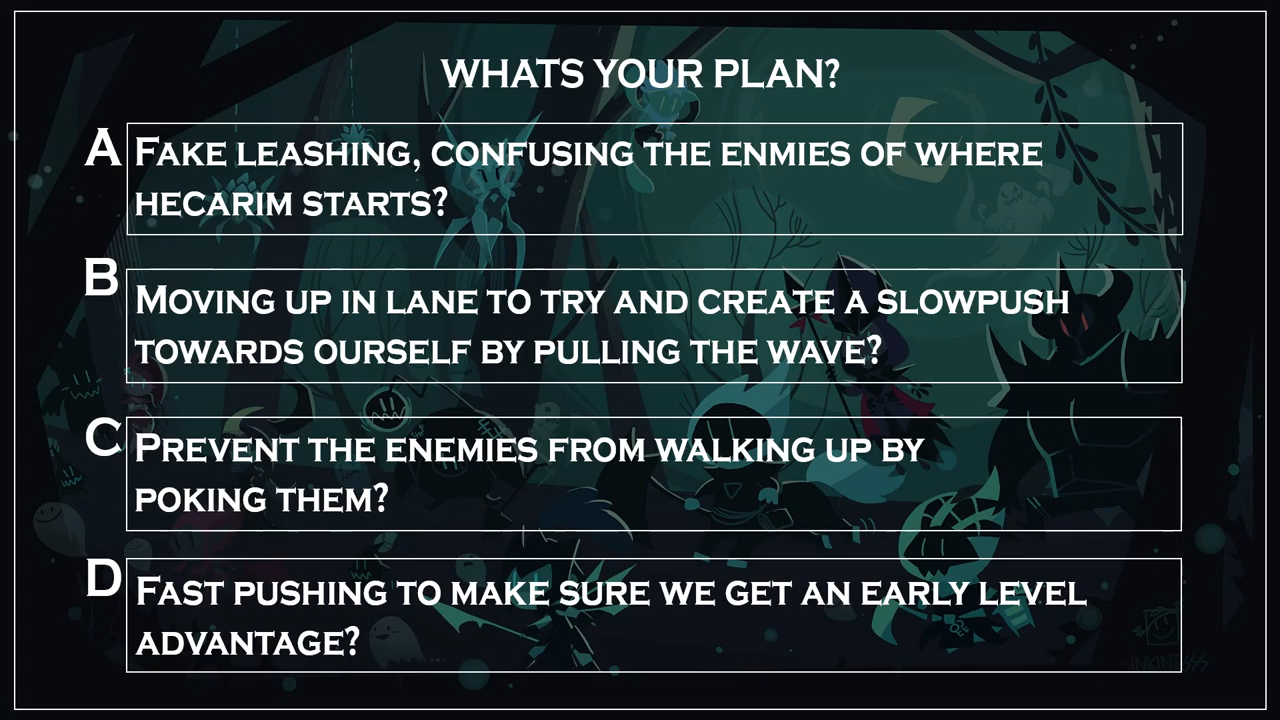 WHATS YOUR PLAN?
A
FAKE LEASHING, CONFUSING THE ENMIES OF WHERE
HECARIM STARTS?
B
MOVING UP IN LANE TO TRY AND CREATE A SLOWPUSH
TOWARDS OURSELF BY PULLING THE WAVE?
C
PREVENT THE ENEMIES FROM WALKING UP BY
POKING THEM?
D
FAST PUSHING TO MAKE SURE WE GET AN EARLY LEVEL
ADVANTAGE?